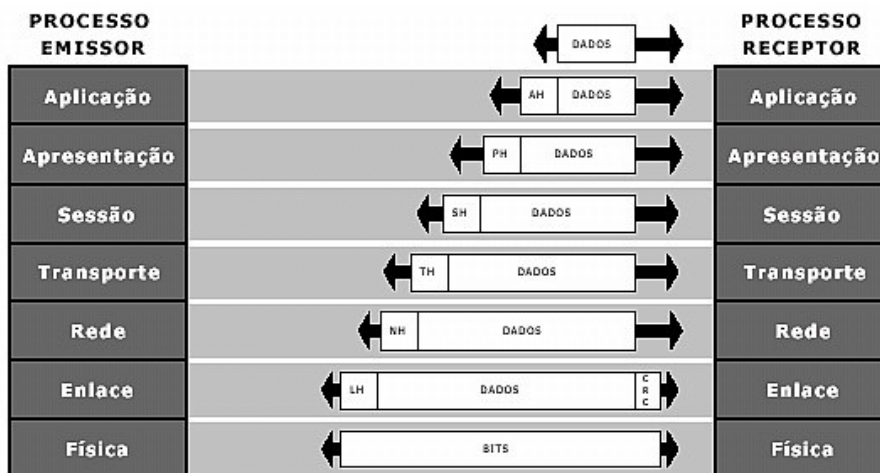 PROCESSO EMISSOR
DADOS
PROCESSO RECEPTOR
Aplicação AH DADOS Aplicação
Apresentação PH DADOS Apresentação
Sessão SH DADOS Sessão
Transporte TH DADOS Transporte
Rede NH DADOS Rede
Enlace LH DADOS CRC Enlace
Física BITS Física